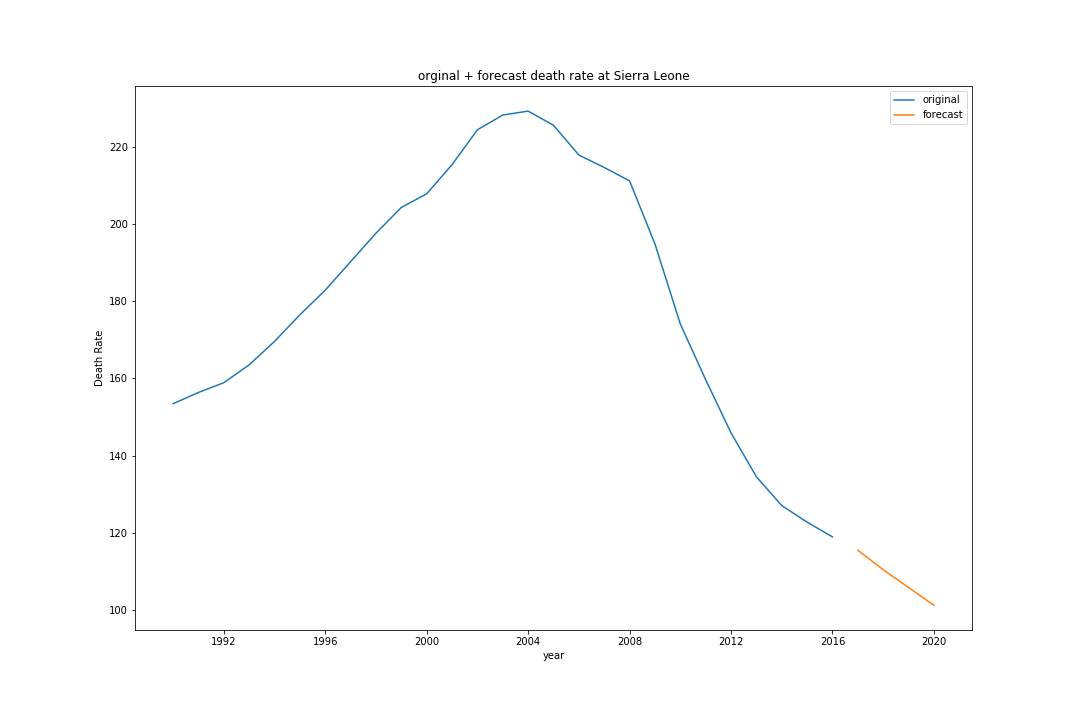 orginal + forecast death rate at Sierra Leone
original
forecast
Death Rate
220
200
180
160
140
120
100
1992 1996 2000 2004 2008 2012 2016 2020
year